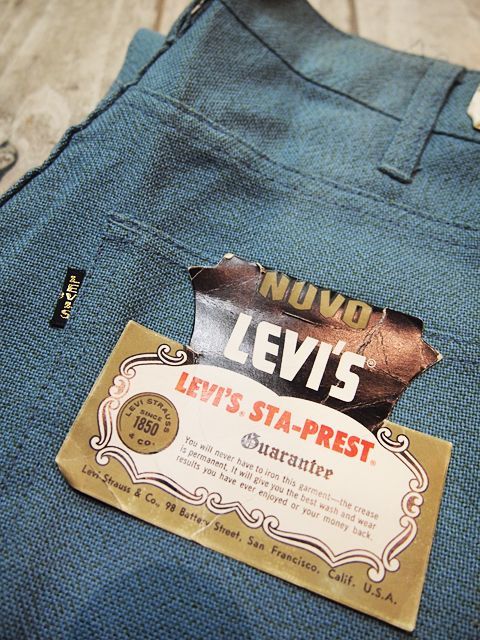 LEVI'S
NUVO
LEVI'S®
LEVI'S® STA-PREST®
Guarantee
LEVI STRAUSS
SINCE
1850
& CO.
You will never have to iron this garment—the crease
is permanent. It will give you the best wash and wear
results you have ever enjoyed or your money back.
Levi-Strauss & Co., 98 Battery Street, San Francisco, Calif. U.S.A.